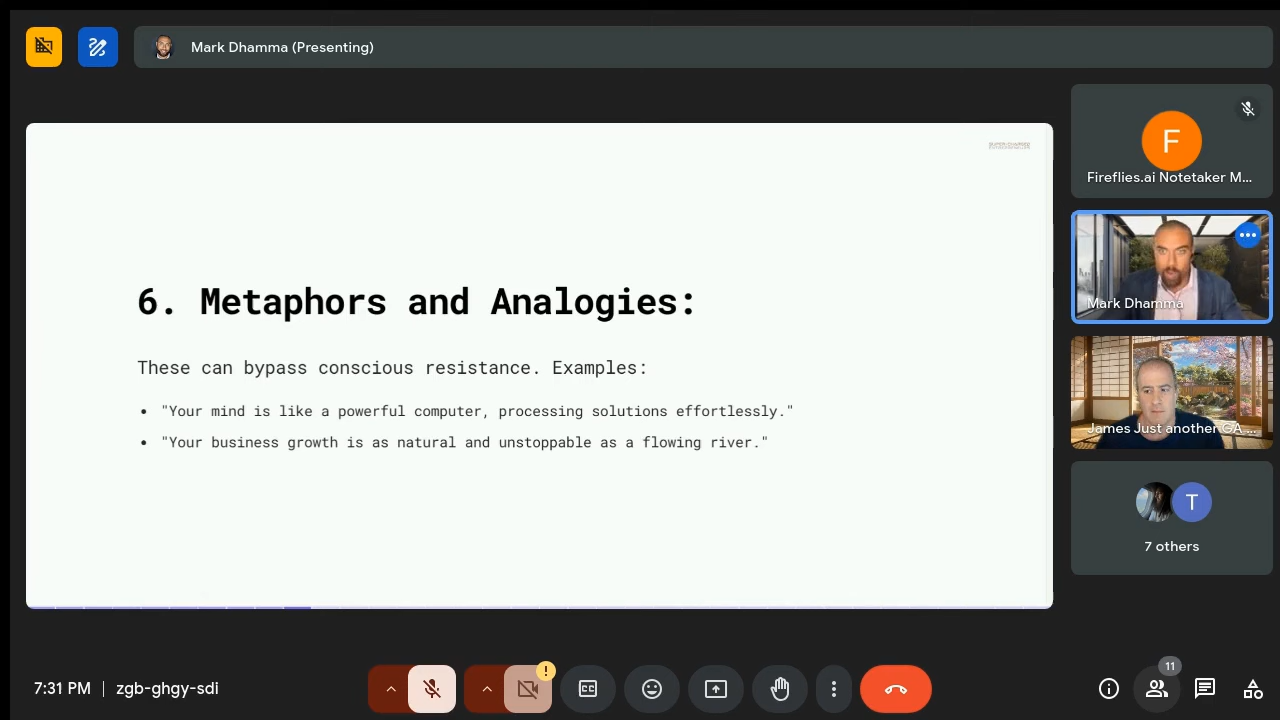 Mark Dhamma (Presenting)
F
Fireflies.ai Notetaker M...
6. Metaphors and Analogies:
These can bypass conscious resistance. Examples:
• "Your mind is like a powerful computer, processing solutions effortlessly."
• "Your business growth is as natural and unstoppable as a flowing river."
Mark Dhamma
James Just another GA ...
T
7 others
7:31 PM | zgb-ghgy-sdi
!
CC
11